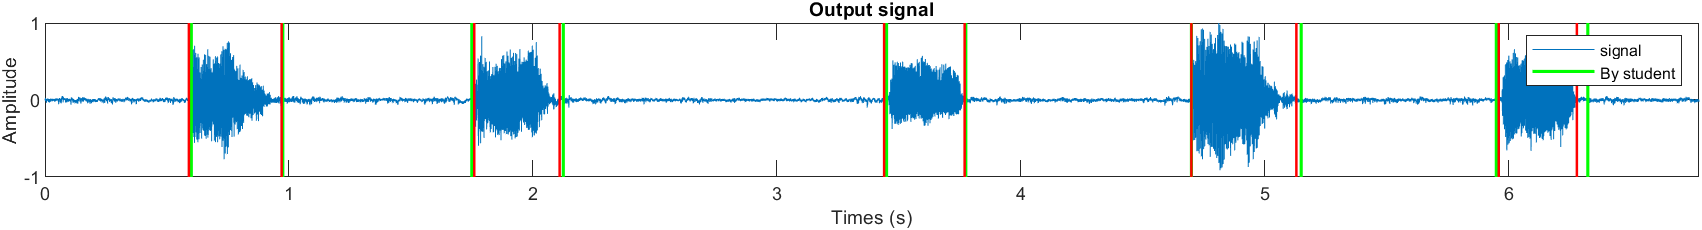 Output signal
Amplitude
1
0
-1
signal
By student
0 1 2 3 4 5 6
Times (s)